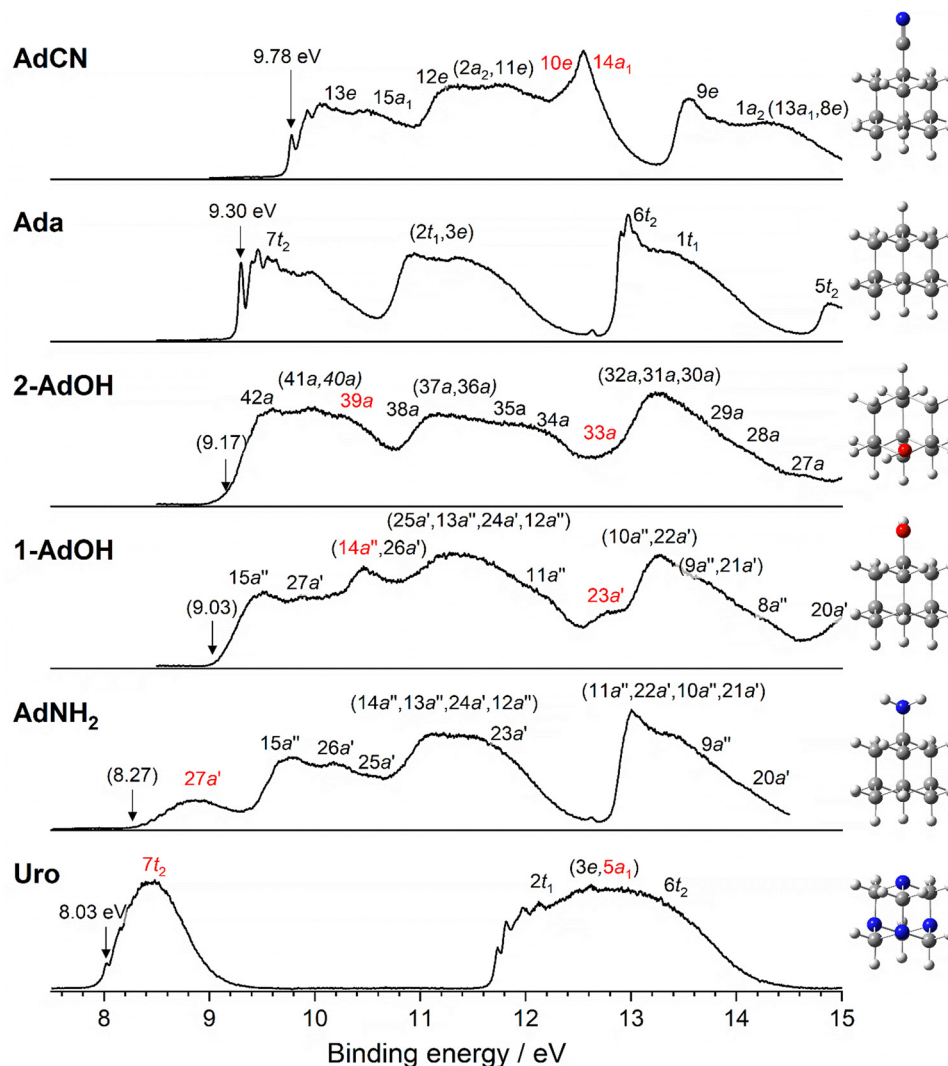 AdCN
9.78 eV
13e
15a₁
12e
(2a₂,11e)
10e
14a₁
9e
1a₂ (13a₁,8e)
Ada
9.30 eV
7t₂
(2t₁,3e)
6t₂
1t₁
5t₂
2-AdOH
(9.17)
42a
(41a,40a)
39a
38a
(37a,36a)
35a
34a
33a
(32a,31a,30a)
29a
28a
27a
1-AdOH
(9.03)
15a"
27a'
(14a",26a')
(25a',13a",24a',12a")
11a"
23a'
(10a",22a')
(9a",21a')
8a"
20a'
AdNH₂
(8.27)
27a'
15a"
26a'
25a'
(14a",13a",24a',12a")
23a'
(11a",22a',10a",21a')
9a"
20a'
Uro
8.03 eV
7t₂
2t₁
(3e,5a₁)
6t₂
8 9 10 11 12 13 14 15
Binding energy / eV